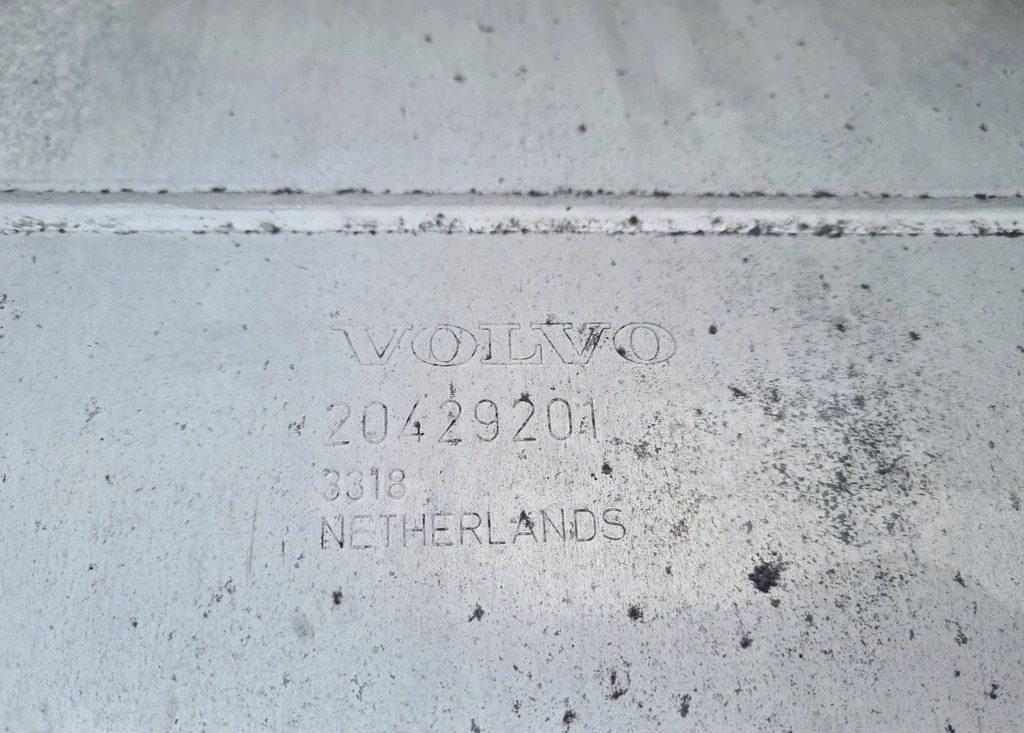 VOLVO
20429201
3318
NETHERLANDS